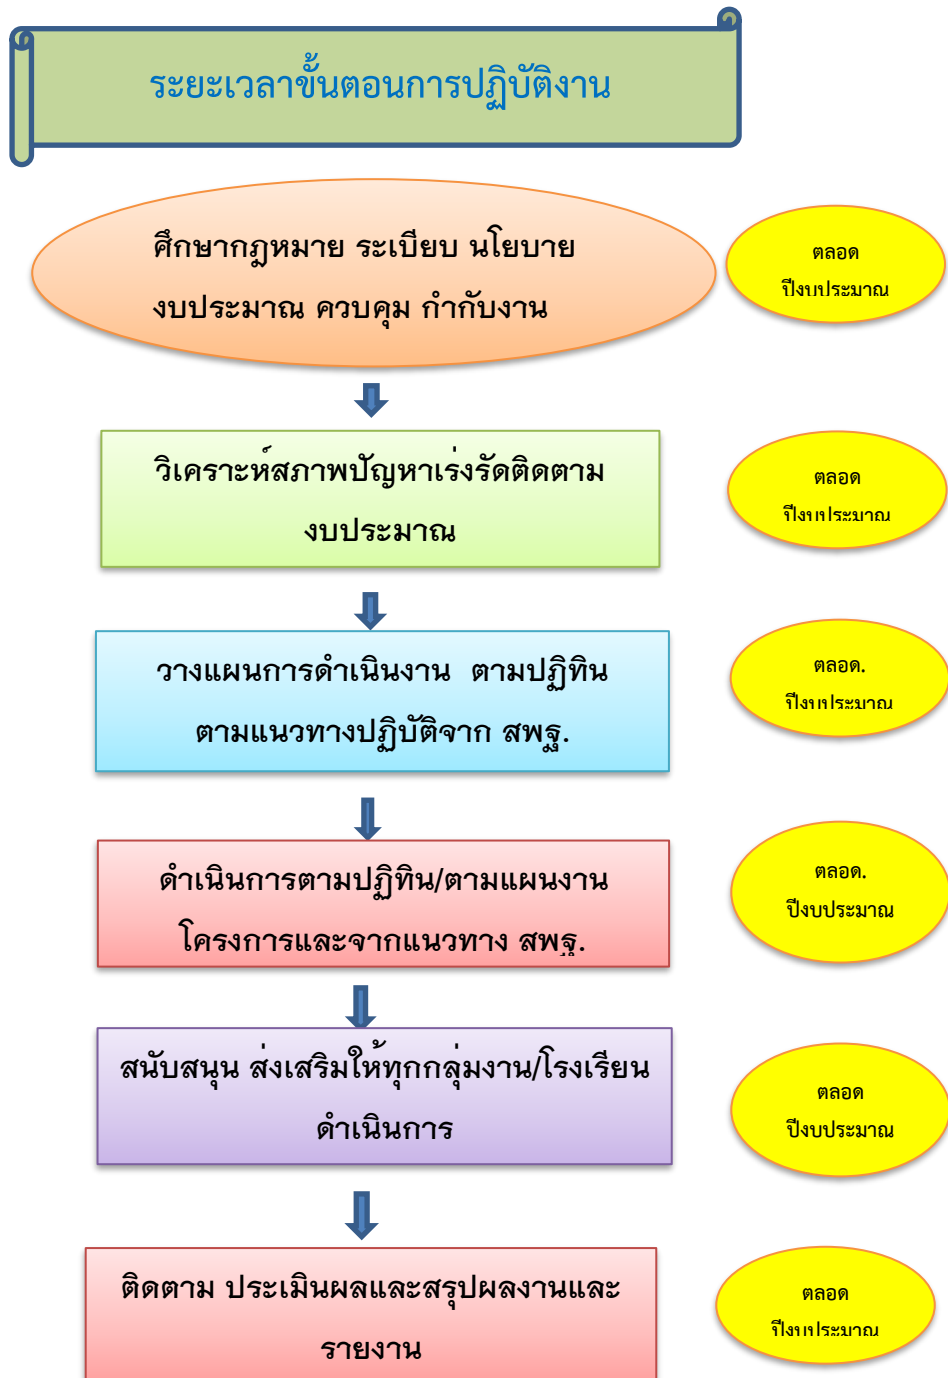 ระยะเวลาขั้นตอนการปฏิบัติงาน
ศึกษากฎหมาย ระเบียบ นโยบาย
งบประมาณ ควบคุม กำกับงาน
ตลอด
ปีงบประมาณ
วิเคราะห์สภาพปัญหาเร่งรัดติดตาม
งบประมาณ
ตลอด
ปีงบประมาณ
วางแผนการดำเนินงาน  ตามปฏิทิน
ตามแนวทางปฏิบัติจาก สพฐ.
ตลอด.
ปีงบประมาณ
ดำเนินการตามปฏิทิน/ตามแผนงาน
โครงการและจากแนวทาง สพฐ.
ตลอด.
ปีงบประมาณ
สนับสนุน ส่งเสริมให้ทุกกลุ่มงาน/โรงเรียน
ดำเนินการ
ตลอด
ปีงบประมาณ
ติดตาม ประเมินผลและสรุปผลงานและ
รายงาน
ตลอด
ปีงบประมาณ